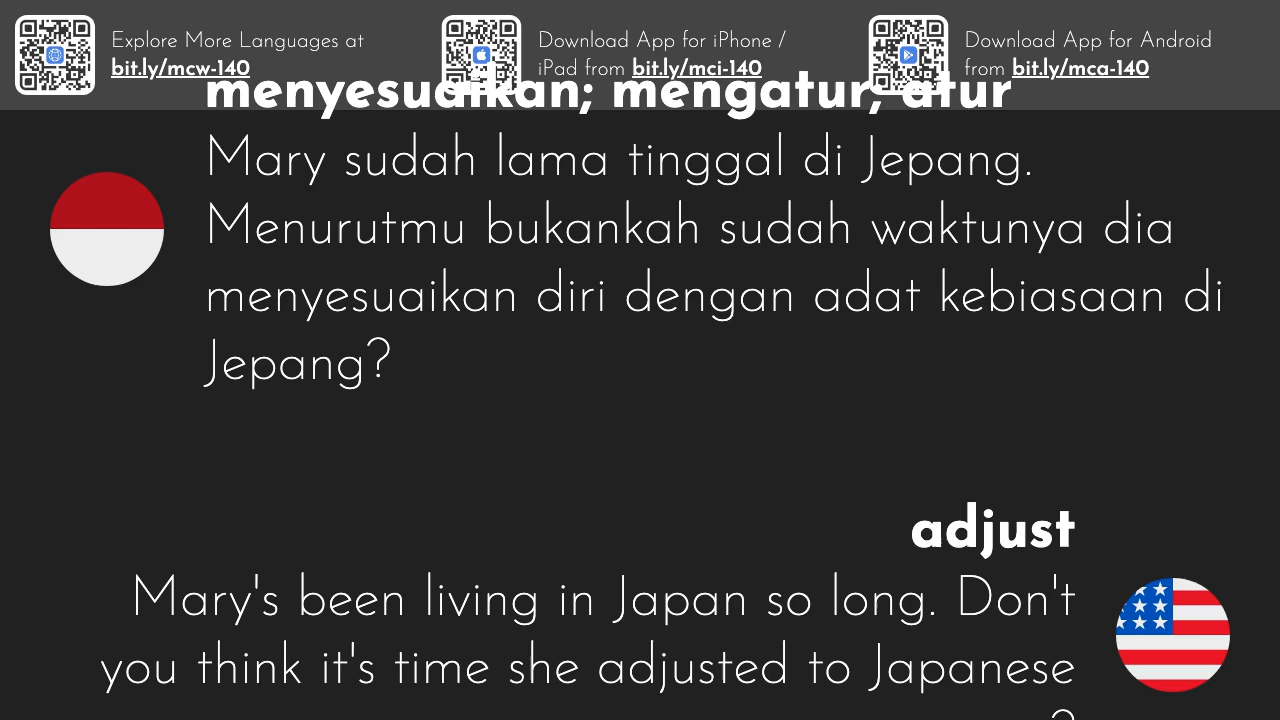 Explore More Languages at
bit.ly/mcw-140
Download App for iPhone /
iPad from bit.ly/mci-140
Download App for Android
from bit.ly/mca-140
menyesuaikan; mengatur; atur
Mary sudah lama tinggal di Jepang.
Menurutmu bukankah sudah waktunya dia
menyesuaikan diri dengan adat kebiasaan di
Jepang?
adjust
Mary's been living in Japan so long. Don't
you think it's time she adjusted to Japanese